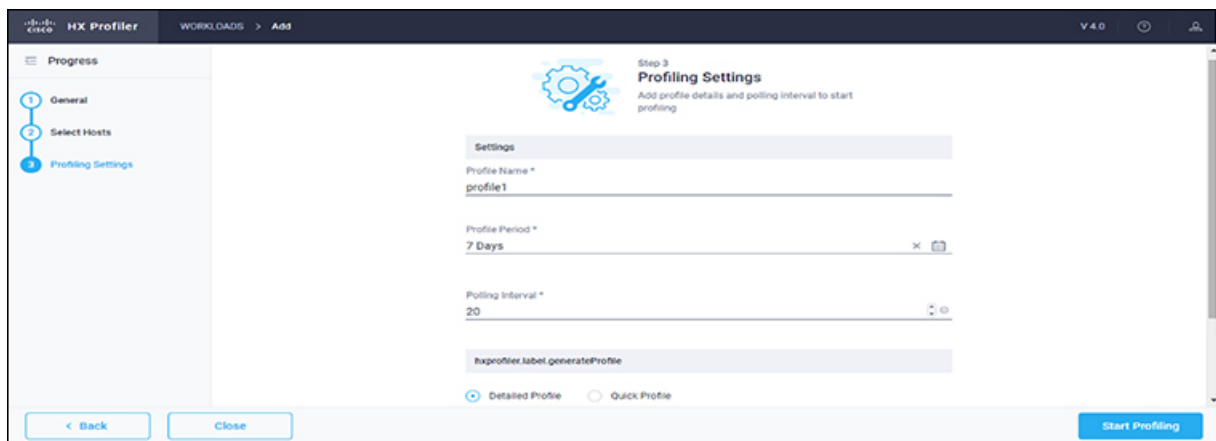 cisco HX Profiler WORKLOADS > Add V 4.0
Progress
1 General
2 Select Hosts
3 Profiling Settings
Step 3
Profiling Settings
Add profile details and polling interval to start
profiling
Settings
Profile Name *
profile1
Profile Period *
7 Days
Polling Interval *
20
hxprofiler.label.generateProfile
Detailed Profile Quick Profile
< Back Close Start Profiling